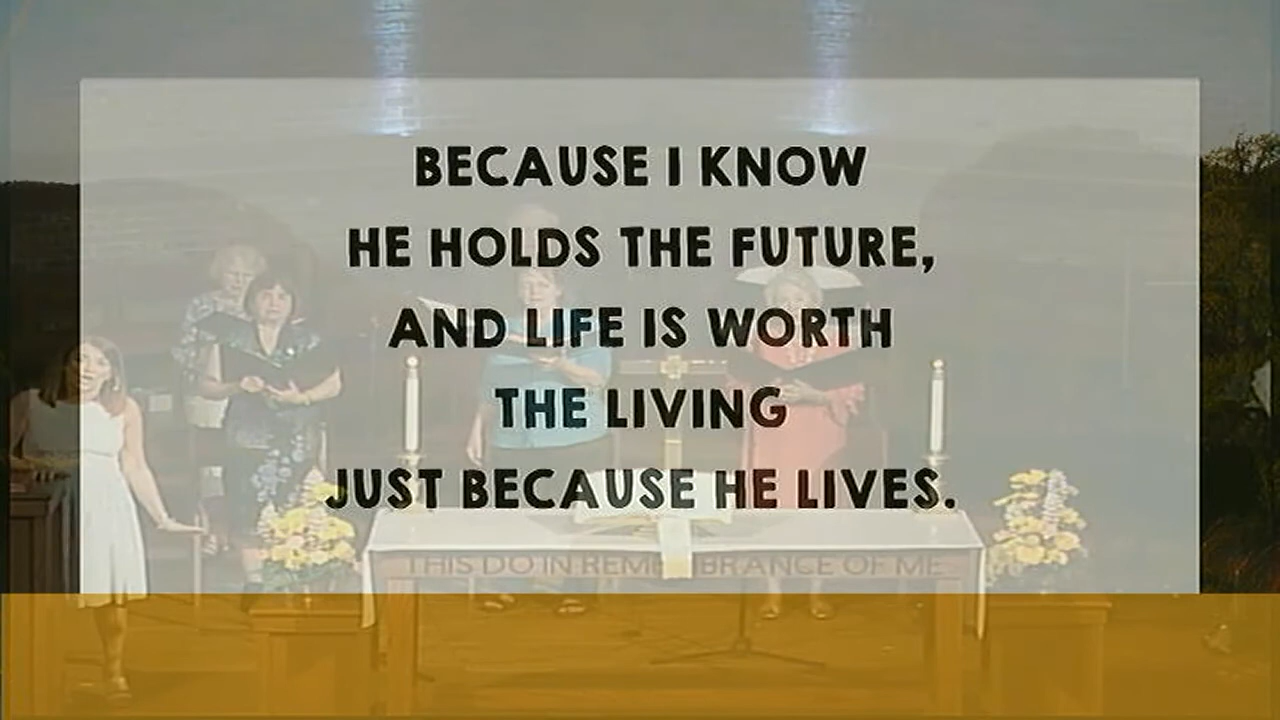 BECAUSE I KNOW
HE HOLDS THE FUTURE,
AND LIFE IS WORTH
THE LIVING
JUST BECAUSE HE LIVES.
THIS DO IN REMEMBRANCE OF ME